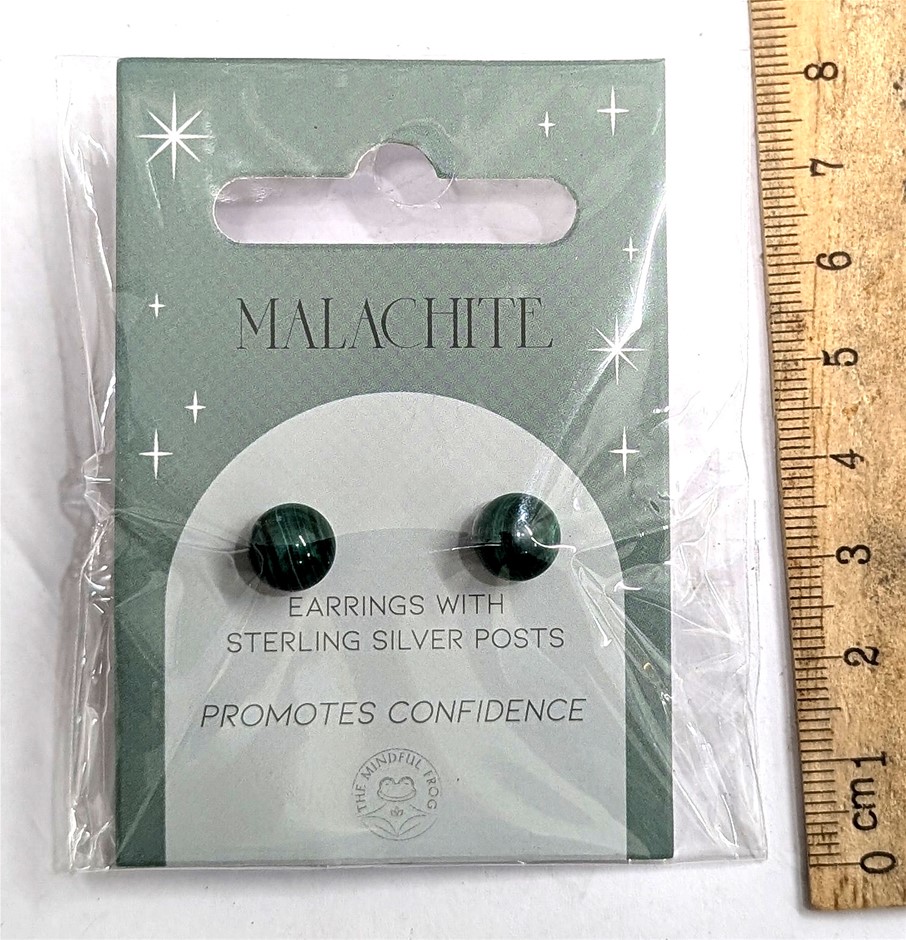 MALACHITE
EARRINGS WITH
STERLING SILVER POSTS
PROMOTES CONFIDENCE
THE MINDFUL FROG
8
7
6
5
4
3
2
1
cm
0